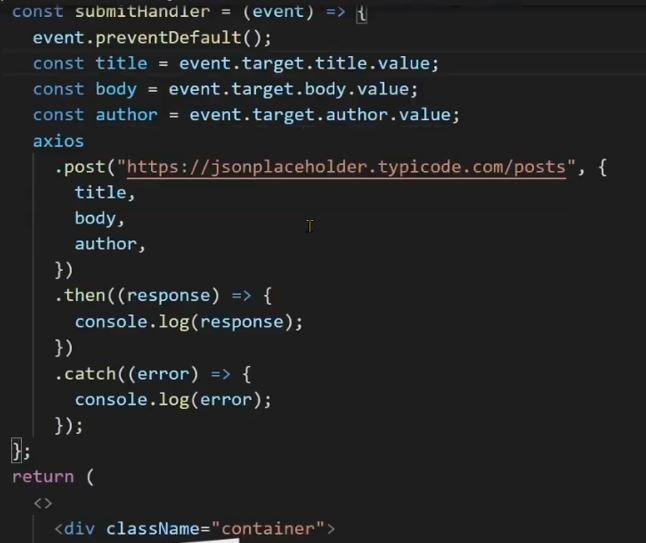 const submitHandler = (event) => {
event.preventDefault();
const title = event.target.title.value;
const body = event.target.body.value;
const author = event.target.author.value;
axios
.post("https://jsonplaceholder.typicode.com/posts", {
title,
body,
author,
})
.then((response) => {
console.log(response);
})
.catch((error) => {
console.log(error);
});
};
return (
<>
<div className="container">